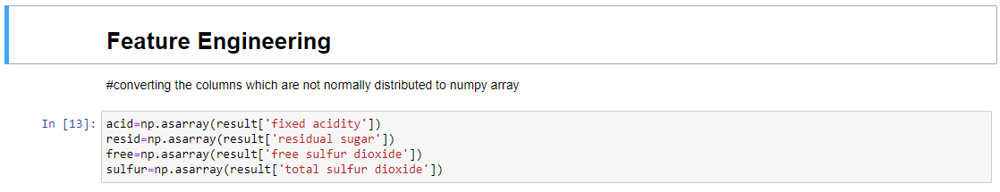 Feature Engineering
#converting the columns which are not normally distributed to numpy array
In [13]: acid=np.asarray(result['fixed acidity'])
resid=np.asarray(result['residual sugar'])
free=np.asarray(result['free sulfur dioxide'])
sulfur=np.asarray(result['total sulfur dioxide'])